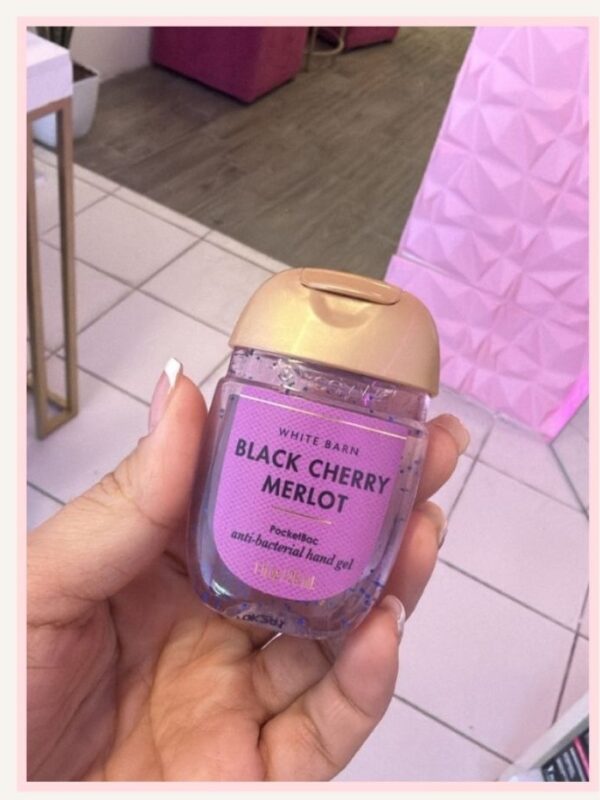 WHITE BARN
BLACK CHERRY
MERLOT
PocketBac
anti-bacterial hand gel